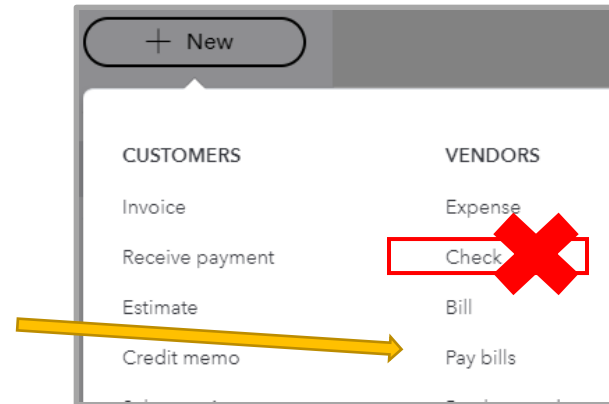 + New
CUSTOMERS
Invoice
Receive payment
Estimate
Credit memo
VENDORS
Expense
Check
Bill
Pay bills